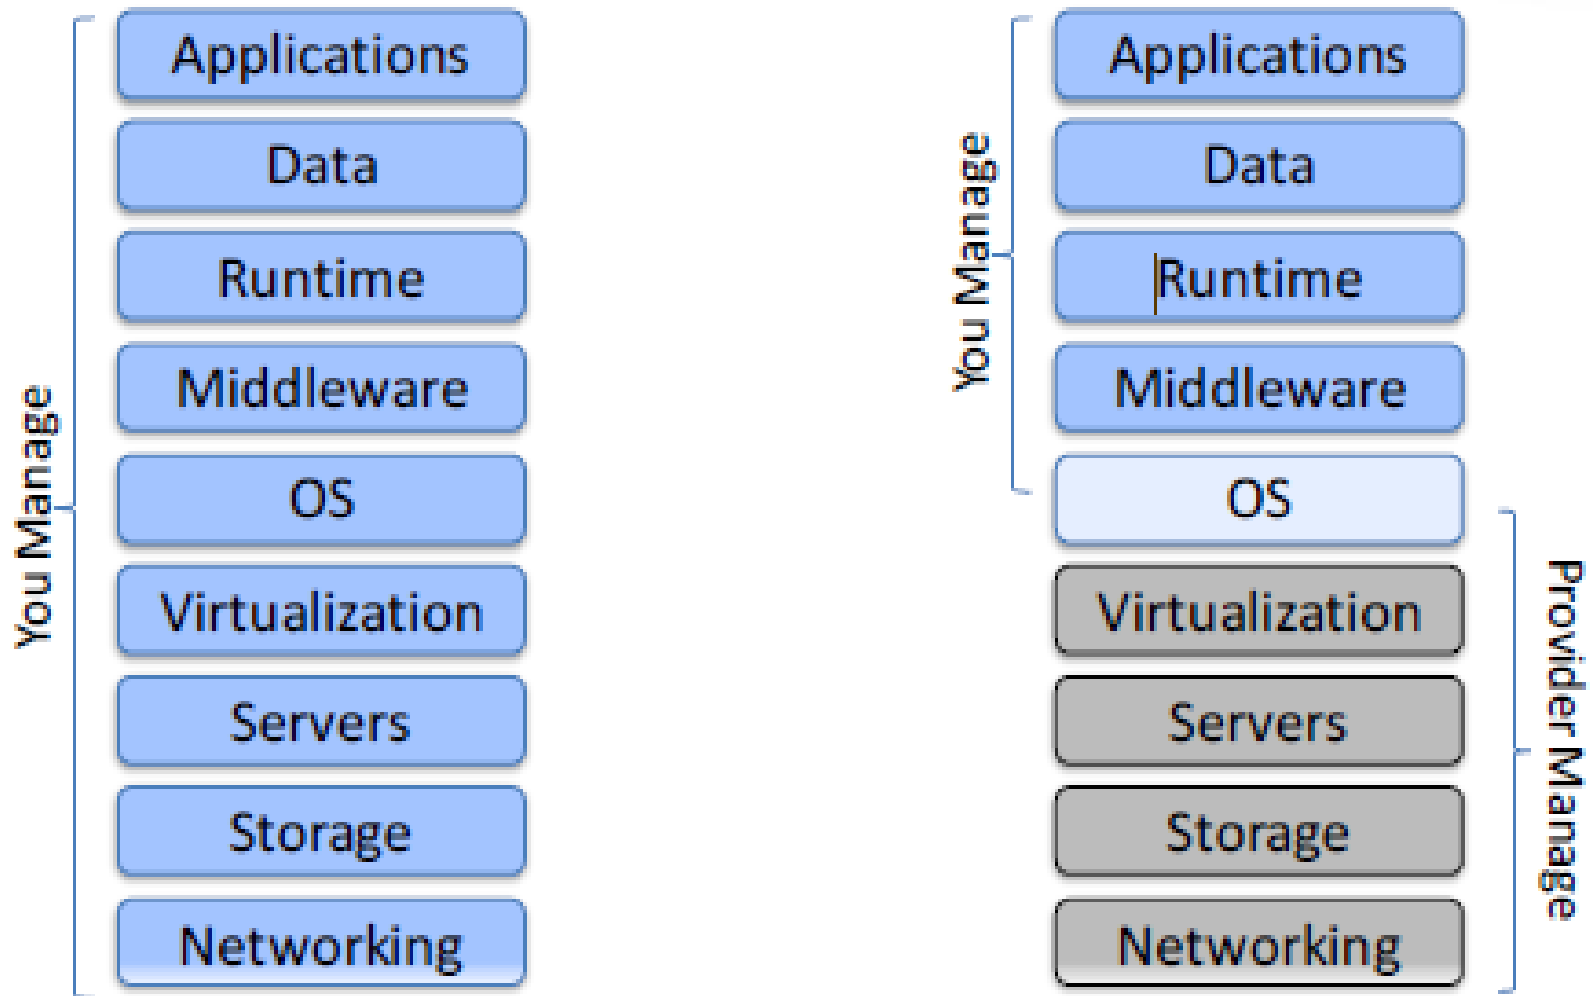 You Manage
Applications
Data
Runtime
Middleware
OS
Virtualization
Servers
Storage
Networking
You Manage
Applications
Data
Runtime
Middleware
OS
Virtualization
Servers
Storage
Networking
Provider Manage